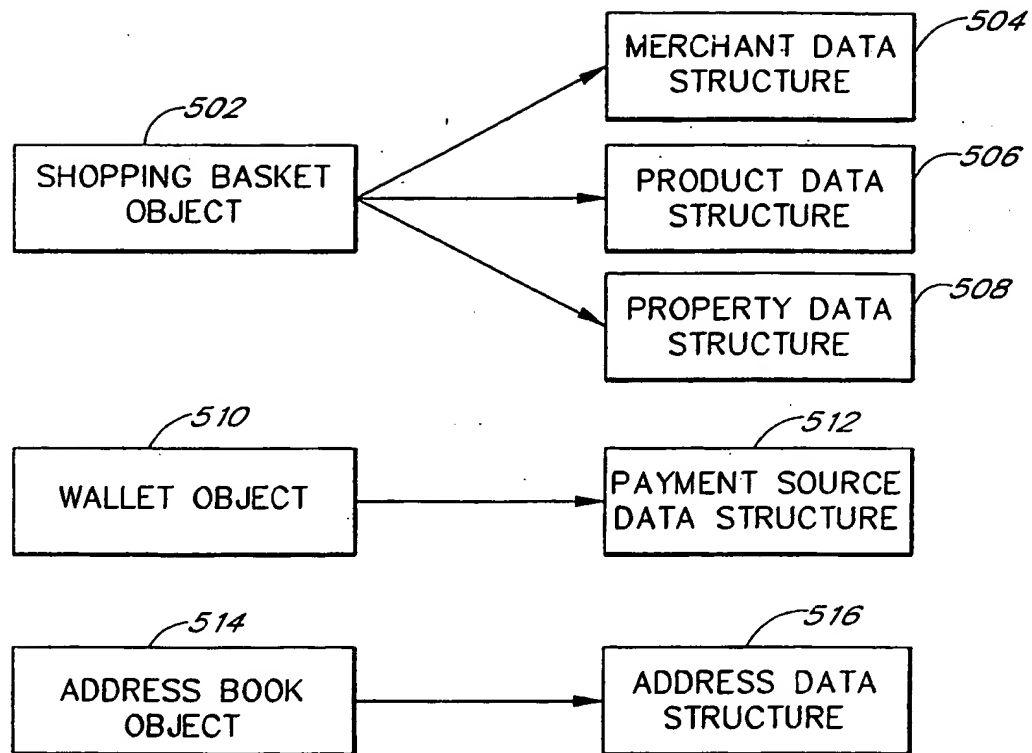 504
MERCHANT DATA
STRUCTURE
502
SHOPPING BASKET
OBJECT
506
PRODUCT DATA
STRUCTURE
508
PROPERTY DATA
STRUCTURE
510
WALLET OBJECT
512
PAYMENT SOURCE
DATA STRUCTURE
514
ADDRESS BOOK
OBJECT
516
ADDRESS DATA
STRUCTURE